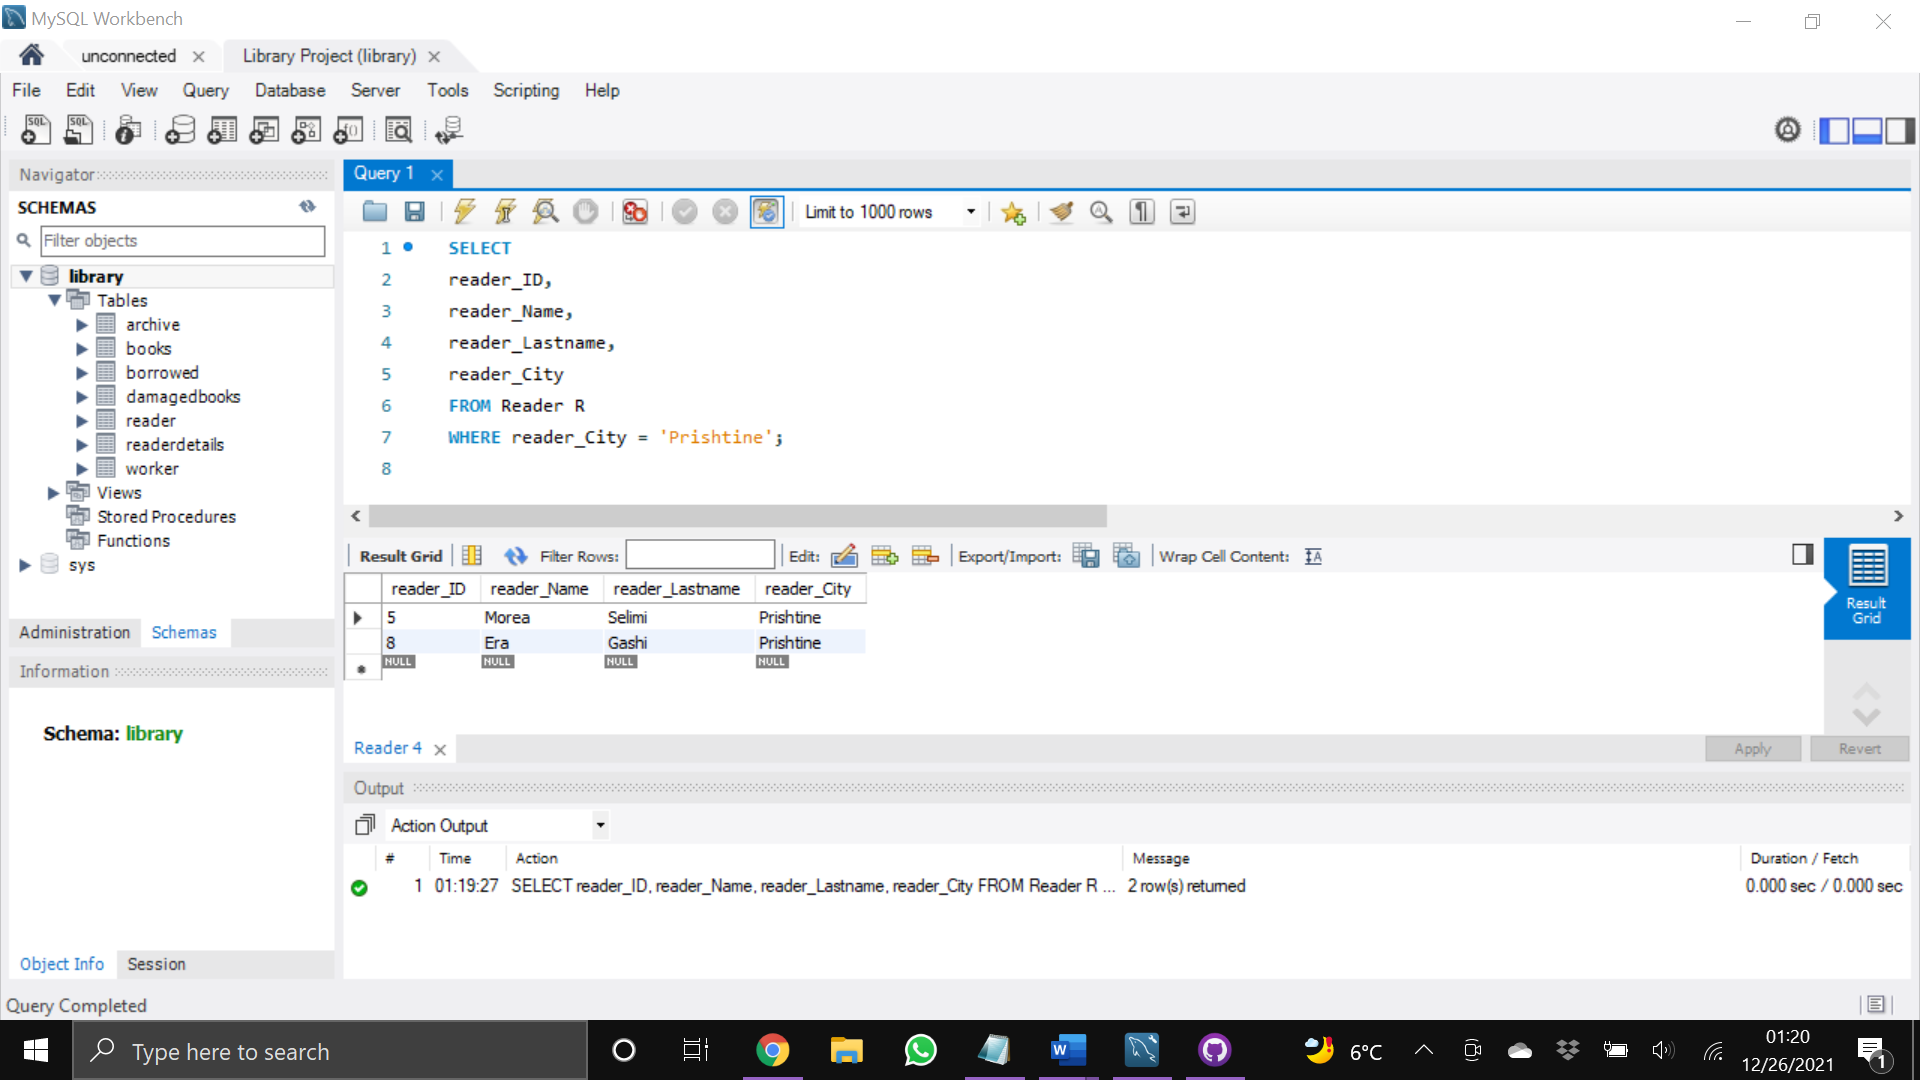 MySQL Workbench
unconnected
Library Project (library)
File Edit View Query Database Server Tools Scripting Help
Navigator
SCHEMAS
Filter objects
library
Tables
archive
books
borrowed
damagedbooks
reader
readerdetails
worker
Views
Stored Procedures
Functions
sys
Administration Schemas
Information
Schema: library
Object Info Session
Query 1
Limit to 1000 rows
1 SELECT
2 reader_ID,
3 reader_Name,
4 reader_Lastname,
5 reader_City
6 FROM Reader R
7 WHERE reader_City = 'Prishtine';
8
Result Grid Filter Rows: Edit: Export/Import: Wrap Cell Content:
reader_ID reader_Name reader_Lastname reader_City
5 Morea Selimi Prishtine
8 Era Gashi Prishtine
NULL NULL NULL NULL
Result
Grid
Reader 4
Apply Revert
Output
Action Output
# Time Action Message Duration / Fetch
1 01:19:27 SELECT reader_ID, reader_Name, reader_Lastname, reader_City FROM Reader R ... 2 row(s) returned 0.000 sec / 0.000 sec
Query Completed
Type here to search
6°C
01:20
12/26/2021
1